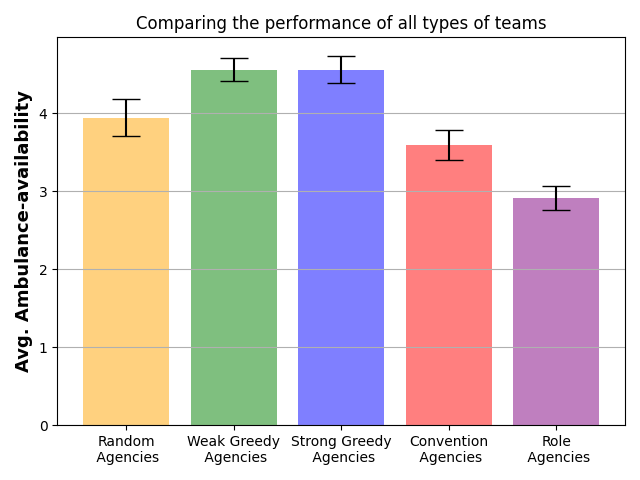 Comparing the performance of all types of teams
Avg. Ambulance-availability
4
3
2
1
0
Random
Agencies
Weak Greedy
Agencies
Strong Greedy
Agencies
Convention
Agencies
Role
Agencies